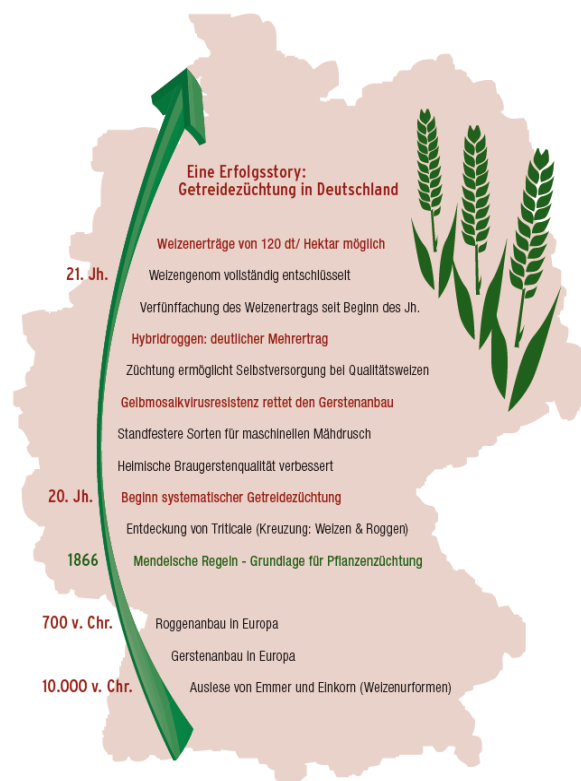 Eine Erfolgsstory:
Getreidezüchtung in Deutschland
Weizenerträge von 120 dt/ Hektar möglich
21. Jh. Weizengenom vollständig entschlüsselt
Verfünffachung des Weizenertrags seit Beginn des Jh.
Hybridroggen: deutlicher Mehrertrag
Züchtung ermöglicht Selbstversorgung bei Qualitätsweizen
Gelbmosaikvirusresistenz rettet den Gerstenanbau
Standfestere Sorten für maschinellen Mähdrusch
Heimische Braugerstenqualität verbessert
20. Jh. Beginn systematischer Getreidezüchtung
Entdeckung von Triticale (Kreuzung: Weizen & Roggen)
1866 Mendelsche Regeln - Grundlage für Pflanzenzüchtung
700 v. Chr. Roggenanbau in Europa
Gerstenanbau in Europa
10.000 v. Chr. Auslese von Emmer und Einkorn (Weizenurformen)